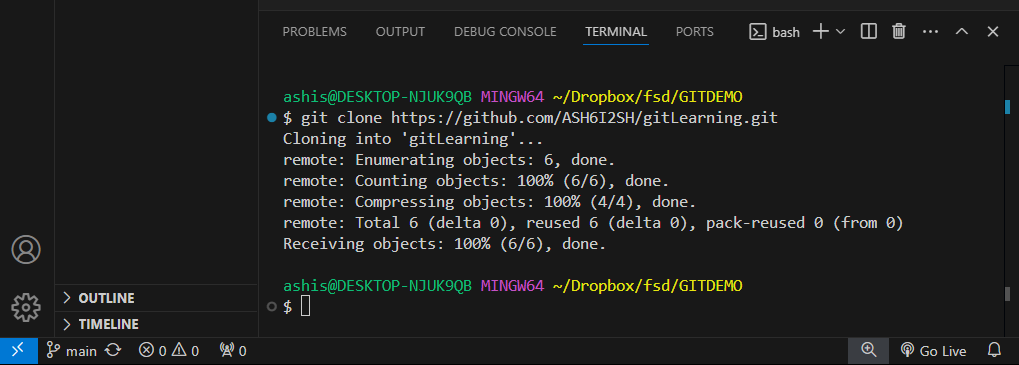 PROBLEMS OUTPUT DEBUG CONSOLE TERMINAL PORTS bash
ashis@DESKTOP-NJUK9QB MINGW64 ~/Dropbox/fsd/GITDEMO
$ git clone https://github.com/ASH6I2SH/gitLearning.git
Cloning into 'gitLearning'...
remote: Enumerating objects: 6, done.
remote: Counting objects: 100% (6/6), done.
remote: Compressing objects: 100% (4/4), done.
remote: Total 6 (delta 0), reused 6 (delta 0), pack-reused 0 (from 0)
Receiving objects: 100% (6/6), done.
ashis@DESKTOP-NJUK9QB MINGW64 ~/Dropbox/fsd/GITDEMO
$
OUTLINE
TIMELINE
main 0 0 0 Go Live